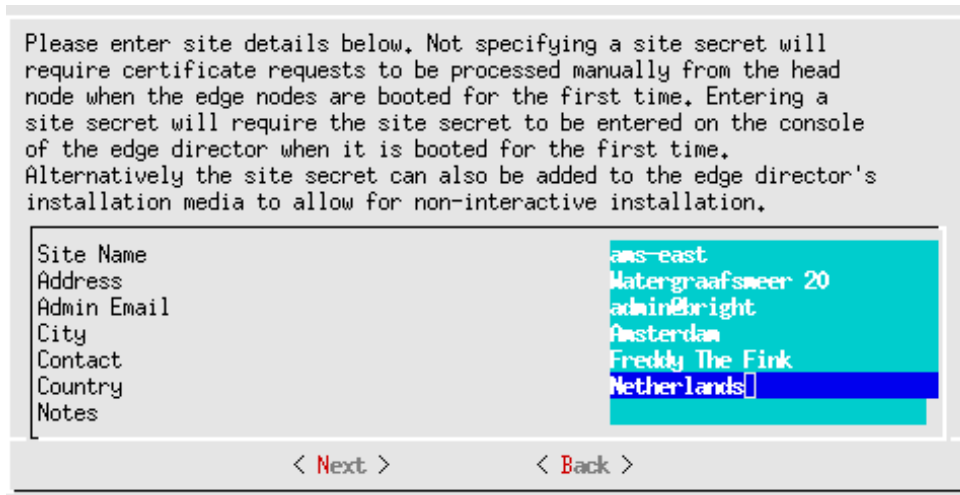 Please enter site details below. Not specifying a site secret will
require certificate requests to be processed manually from the head
node when the edge nodes are booted for the first time. Entering a
site secret will require the site secret to be entered on the console
of the edge director when it is booted for the first time.
Alternatively the site secret can also be added to the edge director's
installation media to allow for non-interactive installation.
Site Name ams-east
Address Watergraafsmeer 20
Admin Email admin@bright
City Amsterdam
Contact Freddy The Fink
Country Netherlands
Notes
< Next > < Back >